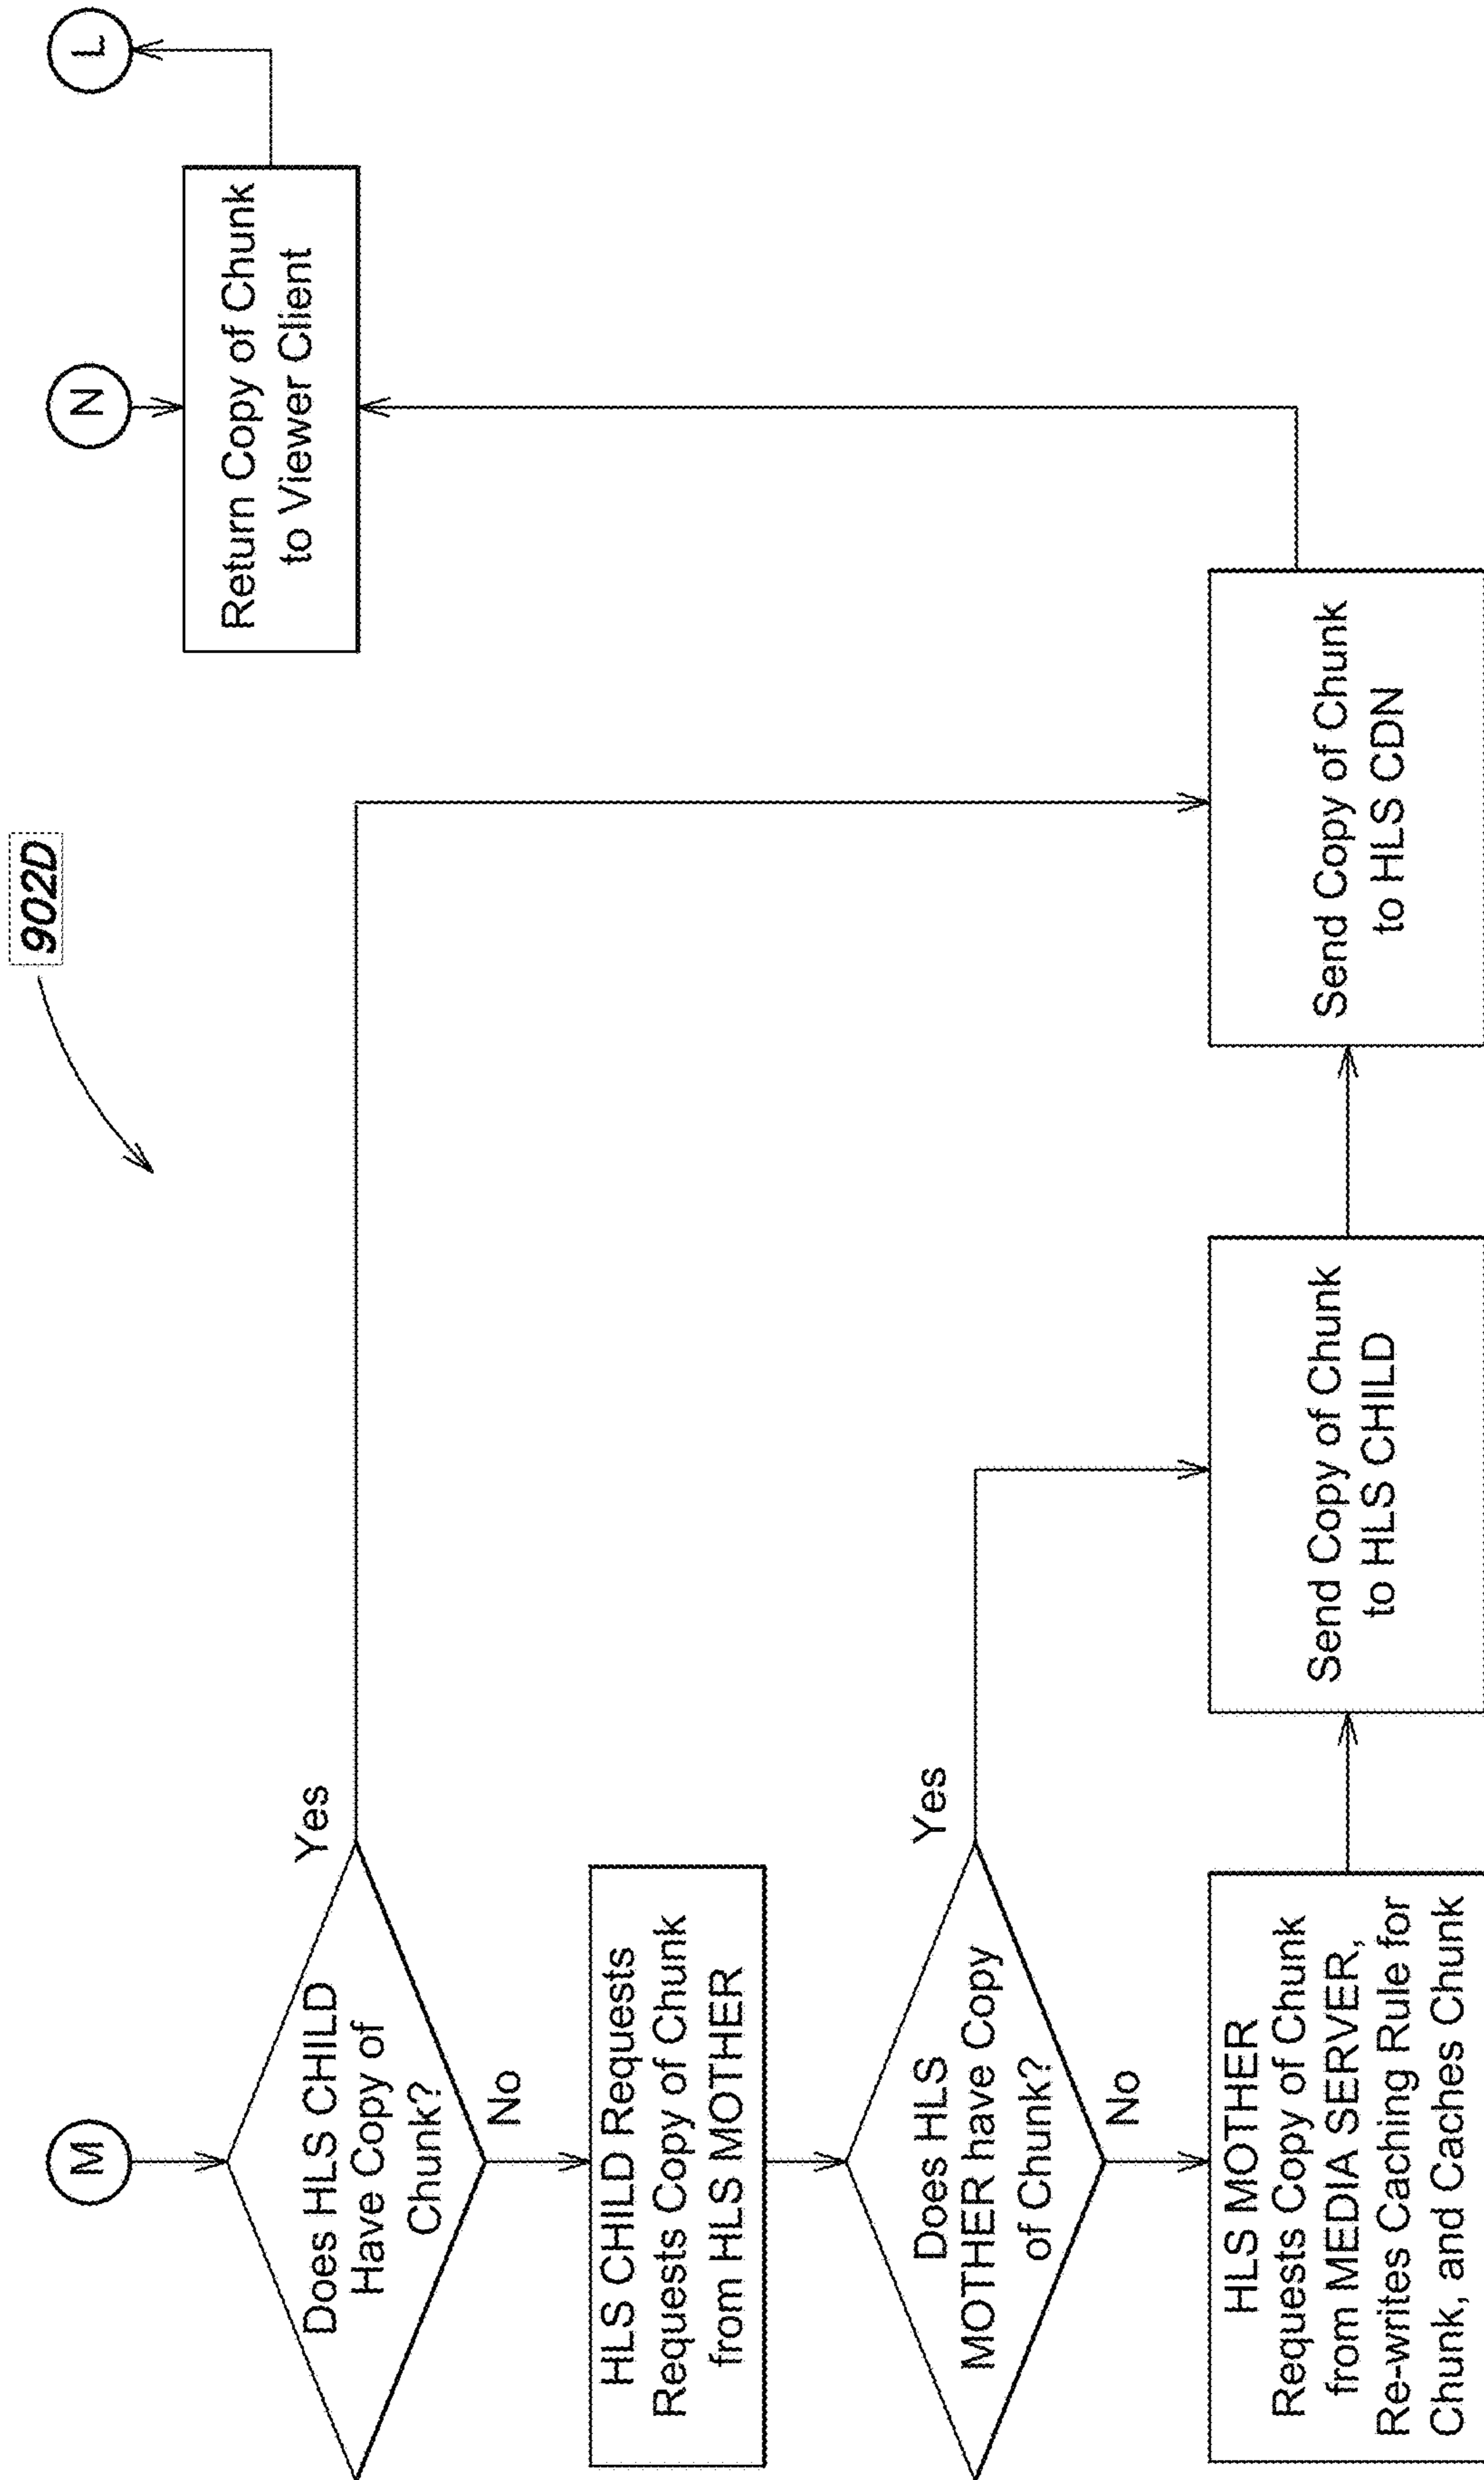 902D
M
N
L
Does HLS CHILD
Have Copy of
Chunk?
Yes
No
Return Copy of Chunk
to Viewer Client
HLS CHILD Requests
Requests Copy of Chunk
from HLS MOTHER
Does HLS
MOTHER have Copy
of Chunk?
Yes
No
HLS MOTHER
Requests Copy of Chunk
from MEDIA SERVER,
Re-writes Caching Rule for
Chunk, and Caches Chunk
Send Copy of Chunk
to HLS CHILD
Send Copy of Chunk
to HLS CDN